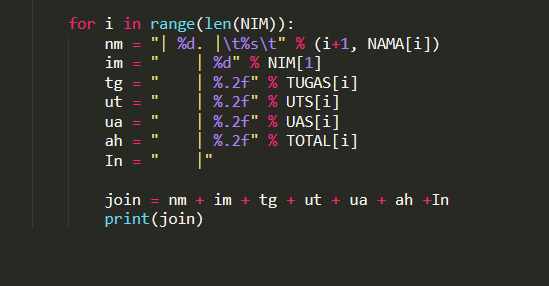 for i in range(len(NIM)):
    nm = "| %d. |\t%s\t" % (i+1, NAMA[i])
    im = "    | %d" % NIM[1]
    tg = "    | %.2f" % TUGAS[i]
    ut = "    | %.2f" % UTS[i]
    ua = "    | %.2f" % UAS[i]
    ah = "    | %.2f" % TOTAL[i]
    In = "    |"
    join = nm + im + tg + ut + ua + ah +In
    print(join)